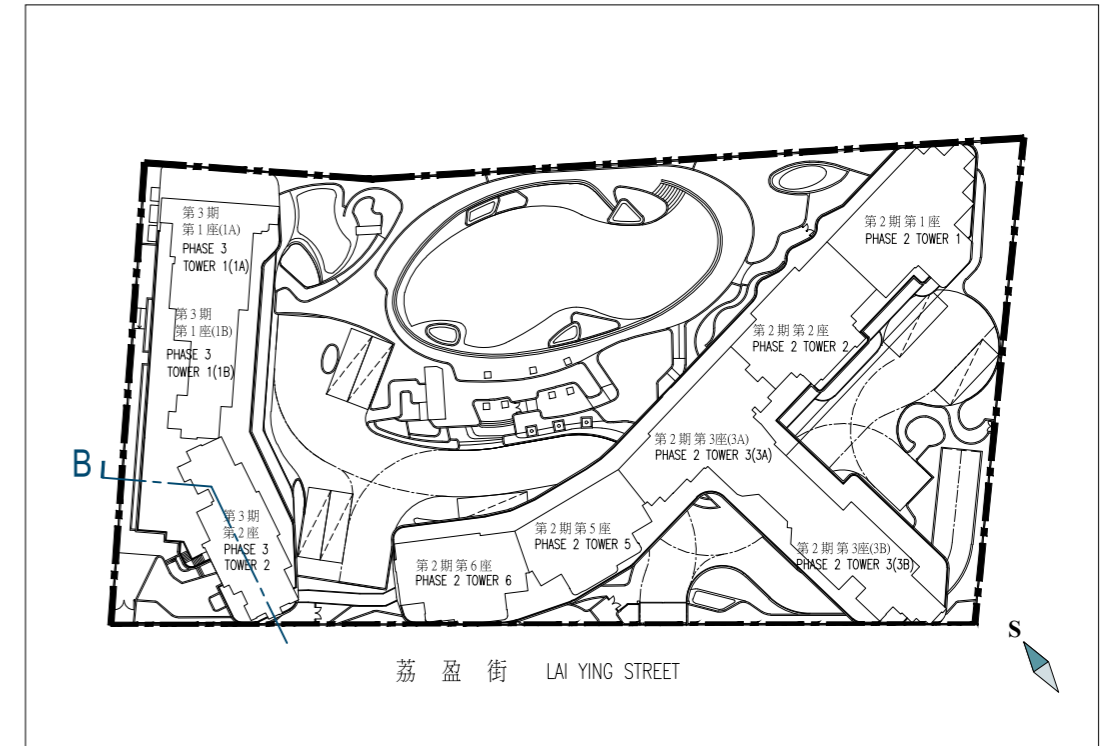 第3期
第1座(1A)
PHASE 3
TOWER 1(1A)
第3期
第1座(1B)
PHASE 3
TOWER 1(1B)
第2期第1座
PHASE 2 TOWER 1
第2期第2座
PHASE 2 TOWER 2
第2期第3座(3A)
PHASE 2 TOWER 3(3A)
B
第3期
第2座
PHASE 3
TOWER 2
第2期第5座
PHASE 2 TOWER 5
第2期第6座
PHASE 2 TOWER 6
第2期第3座(3B)
PHASE 2 TOWER 3(3B)
S
荔盈街 LAI YING STREET